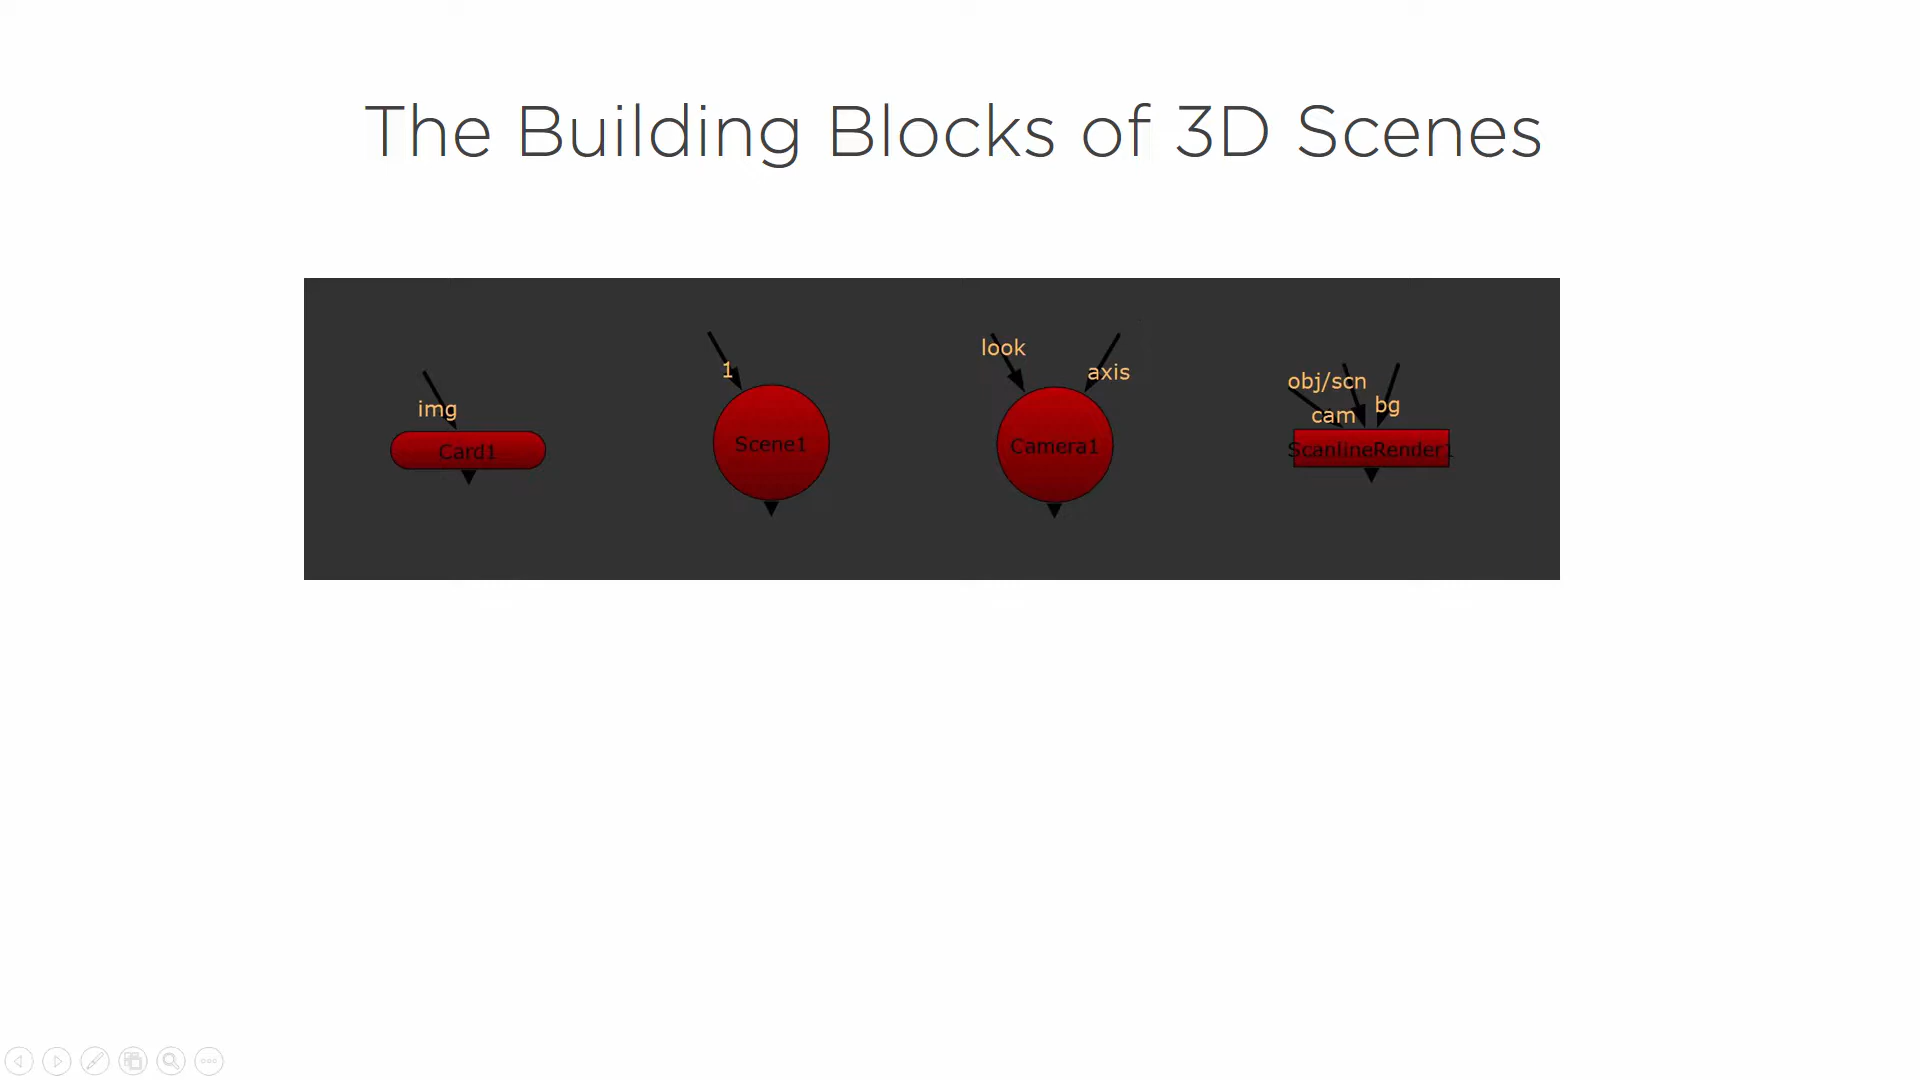 The Building Blocks of 3D Scenes
img
Card1
1
Scene1
look
axis
Camera1
obj/scn
cam
bg
ScanlineRender1